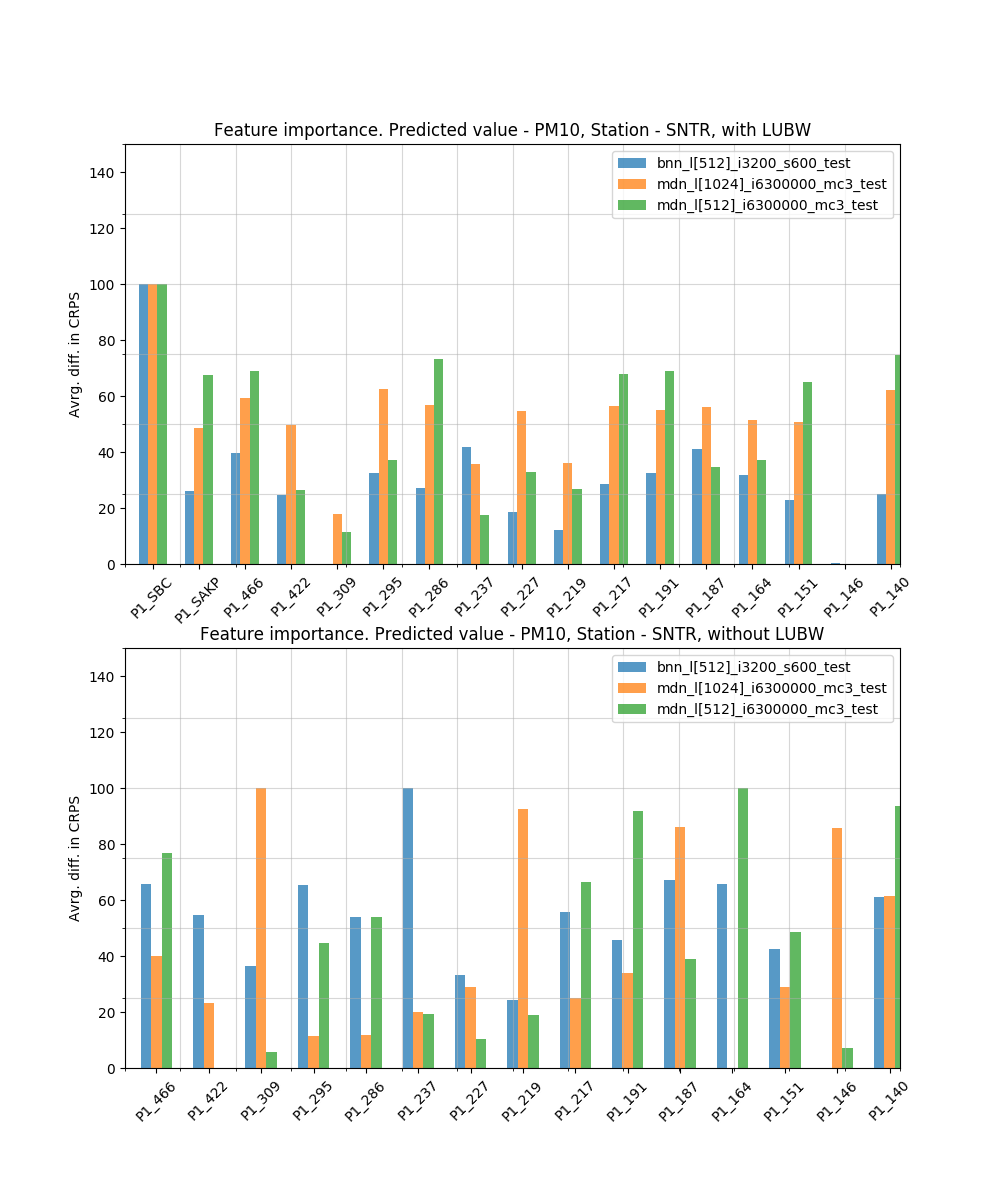 Feature importance. Predicted value - PM10, Station - SNTR, with LUBW
bnn_l[512]_i3200_s600_test
mdn_l[1024]_i6300000_mc3_test
mdn_l[512]_i6300000_mc3_test
Avrg. diff. in CRPS
140
120
100
80
60
40
20
0
P1_SBC P1_SAKP P1_466 P1_422 P1_309 P1_295 P1_286 P1_237 P1_227 P1_219 P1_217 P1_191 P1_187 P1_164 P1_151 P1_146 P1_140
Feature importance. Predicted value - PM10, Station - SNTR, without LUBW
bnn_l[512]_i3200_s600_test
mdn_l[1024]_i6300000_mc3_test
mdn_l[512]_i6300000_mc3_test
Avrg. diff. in CRPS
140
120
100
80
60
40
20
0
P1_466 P1_422 P1_309 P1_295 P1_286 P1_237 P1_227 P1_219 P1_217 P1_191 P1_187 P1_164 P1_151 P1_146 P1_140